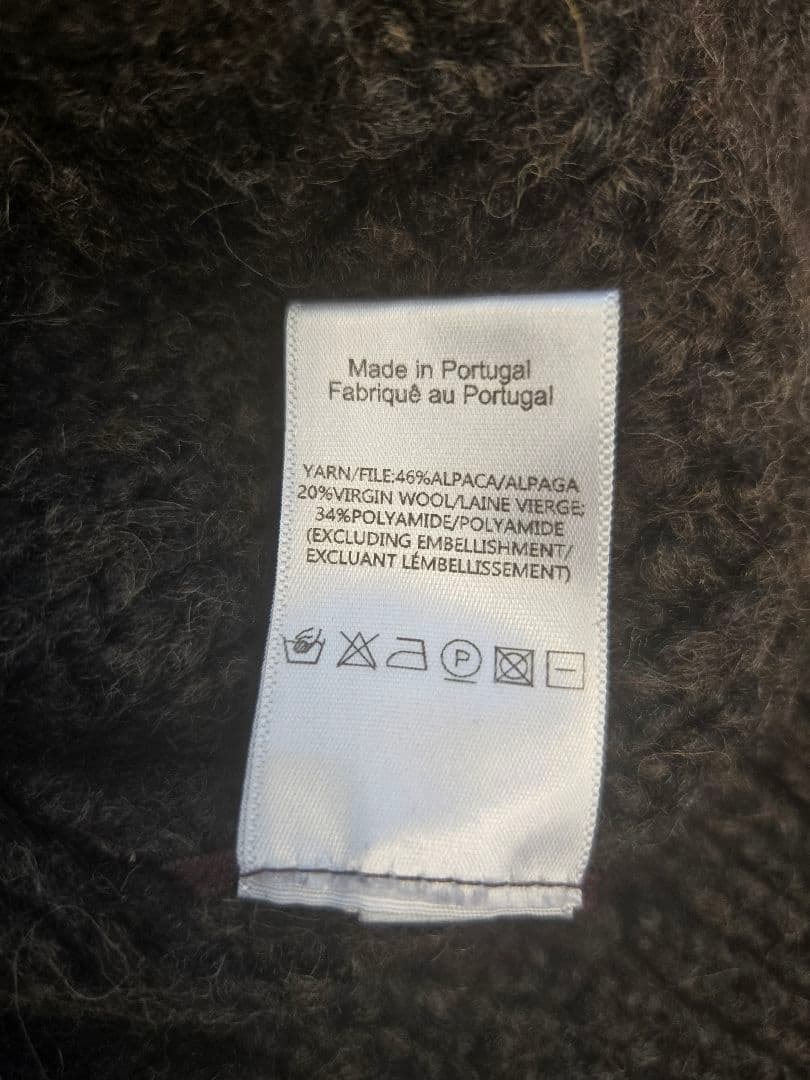 Made in Portugal
Fabriquê au Portugal
YARN/FILE:46%ALPACA/ALPAGA
20%VIRGIN WOOL/LAINE VIERGE;
34%POLYAMIDE/POLYAMIDE
(EXCLUDING EMBELLISHMENT/
EXCLUANT LÉMBELLISSEMENT)
P